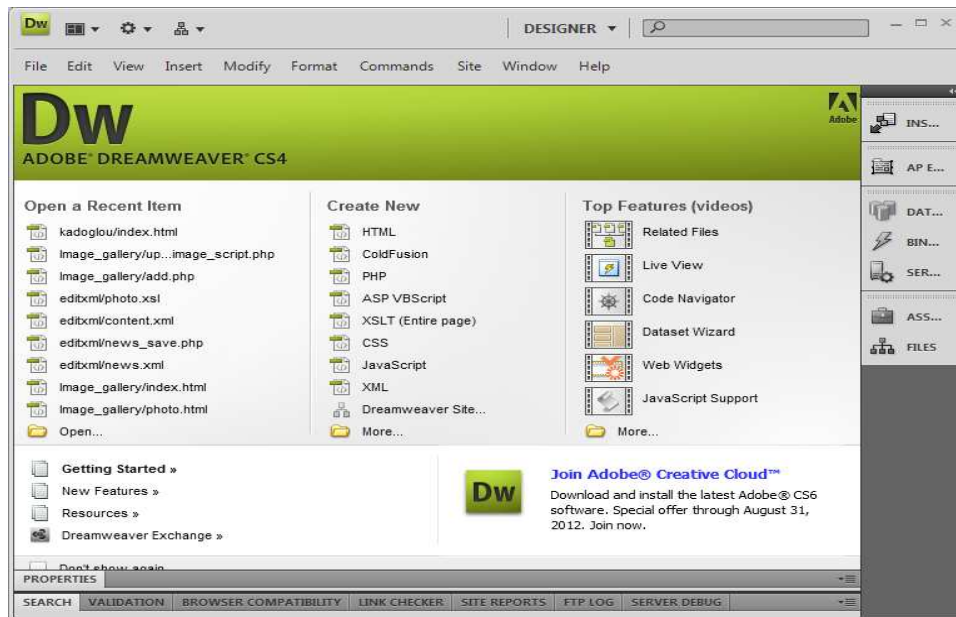 Dw
DESIGNER
File Edit View Insert Modify Format Commands Site Window Help
Dw
ADOBE® DREAMWEAVER® CS4
Adobe
INS...
AP E...
DAT...
BIN...
SER...
ASS...
FILES
Open a Recent Item
kadoglou/index.html
Image_gallery/up...image_script.php
Image_gallery/add.php
editxml/photo.xsl
editxml/content.xml
editxml/news_save.php
editxml/news.xml
Image_gallery/index.html
Image_gallery/photo.html
Open...
Create New
HTML
ColdFusion
PHP
ASP VBScript
XSLT (Entire page)
CSS
JavaScript
XML
Dreamweaver Site...
More...
Top Features (videos)
Related Files
Live View
Code Navigator
Dataset Wizard
Web Widgets
JavaScript Support
More...
Getting Started »
New Features »
Resources »
Dreamweaver Exchange »
Dw
Join Adobe® Creative Cloud™
Download and install the latest Adobe® CS6
software. Special offer through August 31,
2012. Join now.
Don't show again
PROPERTIES
SEARCH VALIDATION BROWSER COMPATIBILITY LINK CHECKER SITE REPORTS FTP LOG SERVER DEBUG